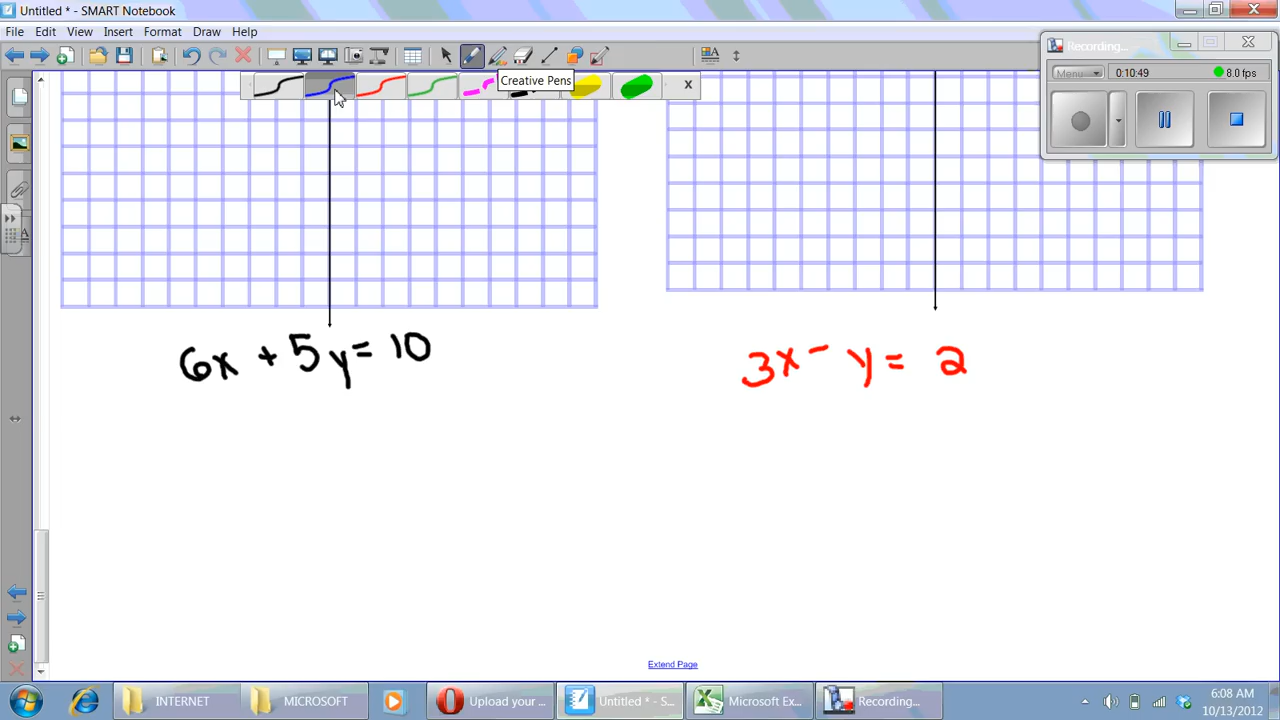 Untitled * - SMART Notebook
File Edit View Insert Format Draw Help
Recording...
Menu 0:10:49 8.0fps
Creative Pens
A
6x + 5y = 10
3x - y = 2
Extend Page
INTERNET MICROSOFT Upload your ... Untitled * - S... Microsoft Ex... Recording...
6:08 AM
10/13/2012